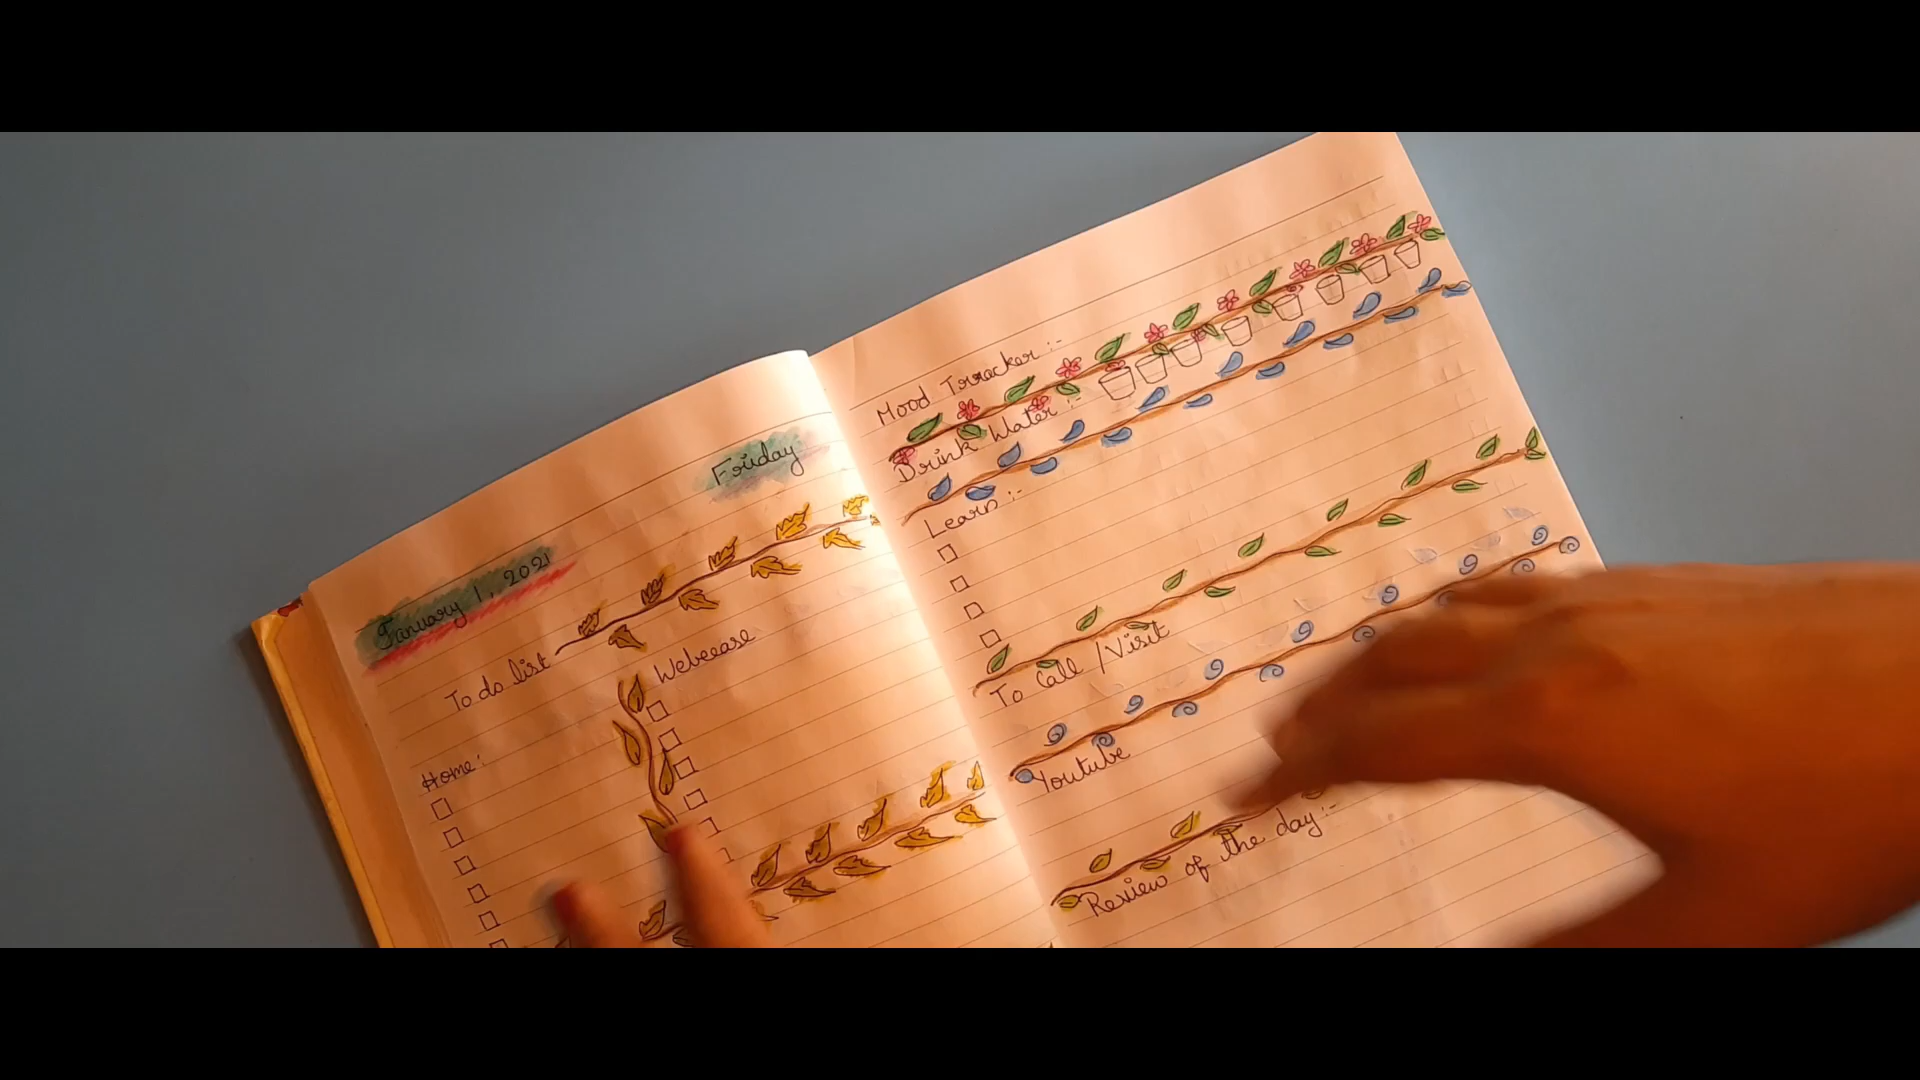 January 1, 2021
Friday
To do list
Webeease
Home:
Mood Tracker :-
Drink Water :-
Learn :-
To Call / Visit
Youtube
Review of the day:-